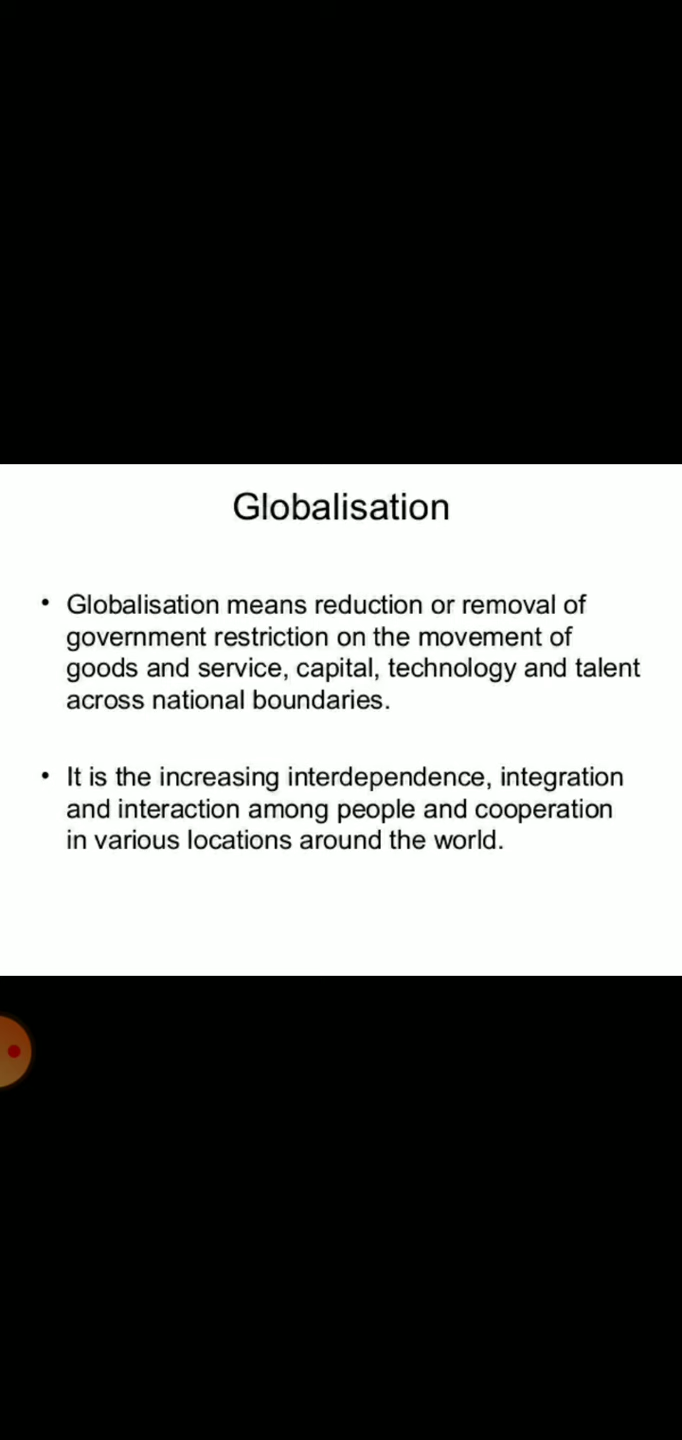 Globalisation
• Globalisation means reduction or removal of
government restriction on the movement of
goods and service, capital, technology and talent
across national boundaries.
• It is the increasing interdependence, integration
and interaction among people and cooperation
in various locations around the world.